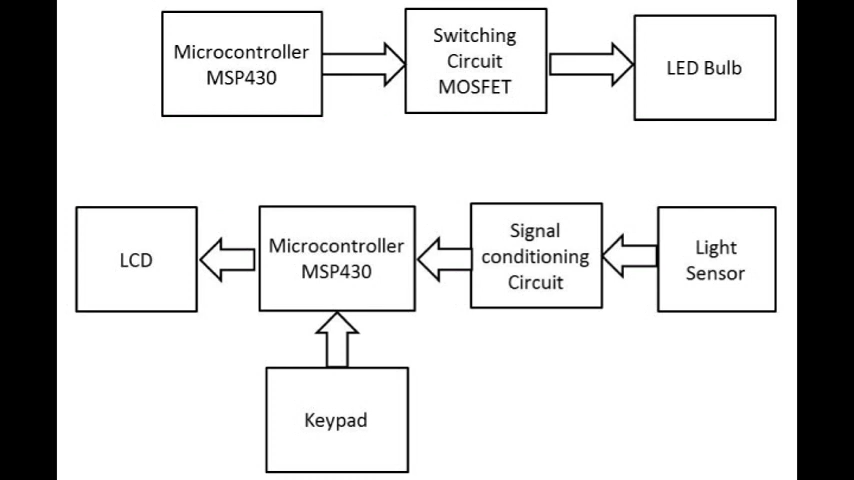 Microcontroller
MSP430
Switching
Circuit
MOSFET
LED Bulb
LCD
Microcontroller
MSP430
Signal
conditioning
Circuit
Light
Sensor
Keypad